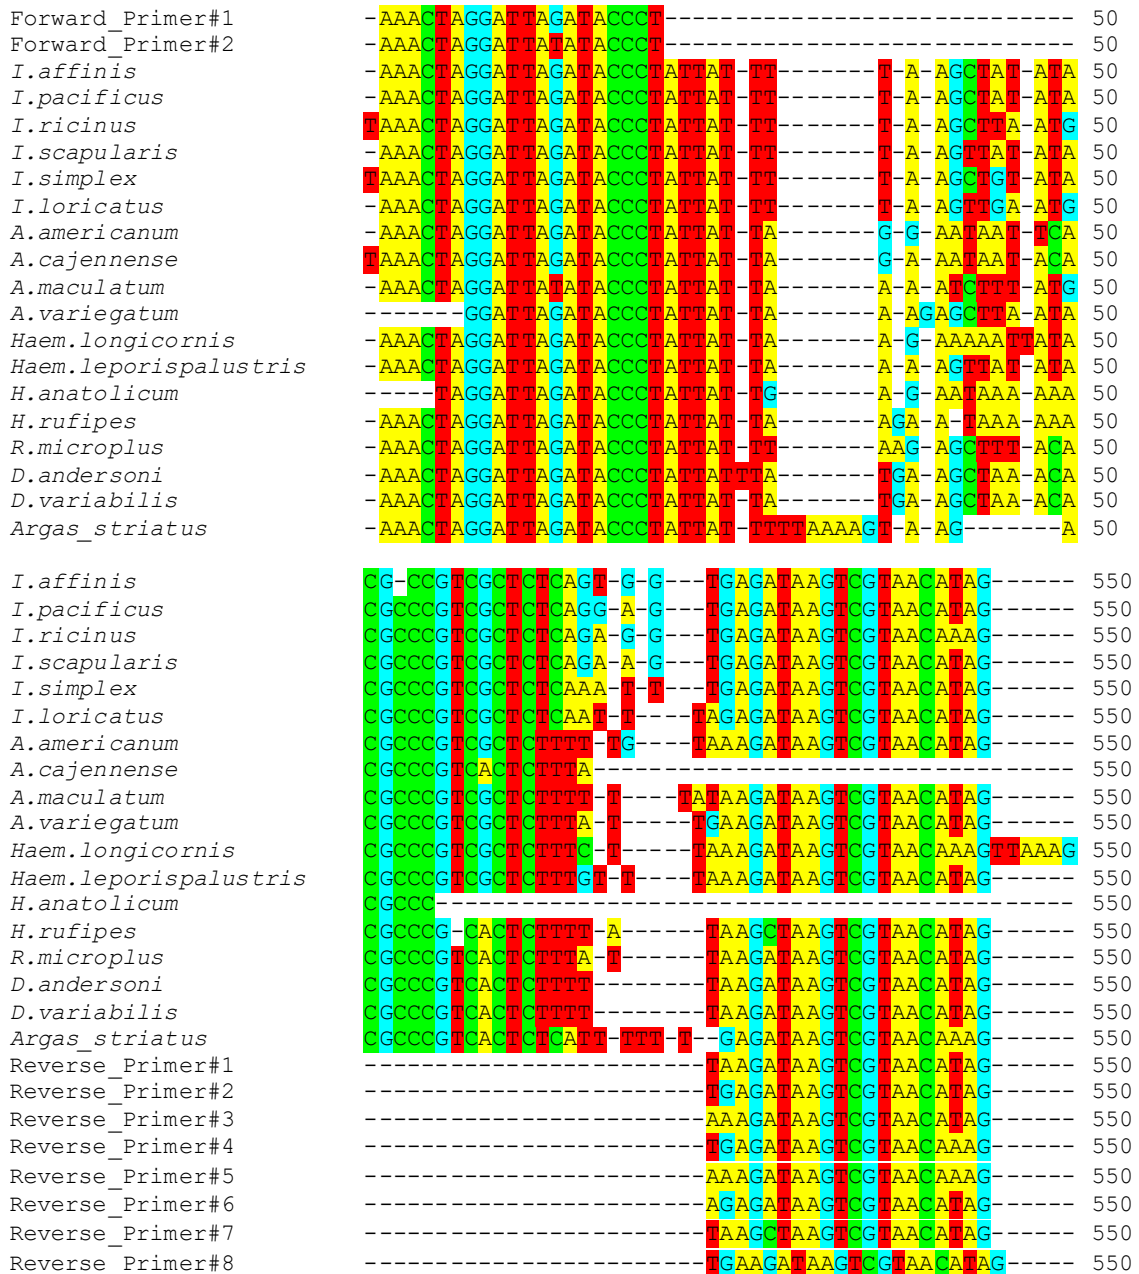 Forward_Primer#1 -AAACTAGGATTAGATACCCT----------------------------- 50
Forward_Primer#2 -AAACTAGGATTATATACCCT----------------------------- 50
I.affinis -AAACTAGGATTAGATACCCTATTAT-TT-------T-A-AGCTAT-ATA 50
I.pacificus -AAACTAGGATTAGATACCCTATTAT-TT-------T-A-AGCTAT-ATA 50
I.ricinus TAAACTAGGATTAGATACCCTATTAT-TT-------T-A-AGCTTA-ATG 50
I.scapularis -AAACTAGGATTAGATACCCTATTAT-TT-------T-A-AGTTAT-ATA 50
I.simplex TAAACTAGGATTAGATACCCTATTAT-TT-------T-A-AGCTGT-ATA 50
I.loricatus -AAACTAGGATTAGATACCCTATTAT-TT-------T-A-AGTTGA-ATG 50
A.americanum -AAACTAGGATTAGATACCCTATTAT-TA-------G-G-AATAAT-TCA 50
A.cajennense TAAACTAGGATTAGATACCCTATTAT-TA-------G-A-AATAAT-ACA 50
A.maculatum -AAACTAGGATTATATACCCTATTAT-TA-------A-A-ATCTTT-ATG 50
A.variegatum -------GGATTAGATACCCTATTAT-TA-------A-AGAGCTTA-ATA 50
Haem.longicornis -AAACTAGGATTAGATACCCTATTAT-TA-------A-G-AAAAATTATA 50
Haem.leporispalustris -AAACTAGGATTAGATACCCTATTAT-TA-------A-A-AGTTAT-ATA 50
H.anatolicum -----TAGGATTAGATACCCTATTAT-TG-------A-G-AATAAA-AAA 50
H.rufipes -AAACTAGGATTAGATACCCTATTAT-TA-------AGA-A-TAAA-AAA 50
R.microplus -AAACTAGGATTAGATACCCTATTAT-TT-------AAG-AGCTTT-ACA 50
D.andersoni -AAACTAGGATTAGATACCCTATTATTTA-------TGA-AGCTAA-ACA 50
D.variabilis -AAACTAGGATTAGATACCCTATTAT-TA-------TGA-AGCTAA-ACA 50
Argas_striatus -AAACTAGGATTAGATACCCTATTAT-TTTTAAAAGT-A-AG-------A 50
I.affinis CG-CCGTCGCTCTCAGT-G-G---TGAGATAAGTCGTAACATAG------ 550
I.pacificus CGCCCGTCGCTCTCAGG-A-G---TGAGATAAGTCGTAACATAG------ 550
I.ricinus CGCCCGTCGCTCTCAGA-G-G---TGAGATAAGTCGTAACAAAG------ 550
I.scapularis CGCCCGTCGCTCTCAGA-A-G---TGAGATAAGTCGTAACATAG------ 550
I.simplex CGCCCGTCGCTCTCAAA-T-T---TGAGATAAGTCGTAACATAG------ 550
I.loricatus CGCCCGTCGCTCTCAAT-T----TAGAGATAAGTCGTAACATAG------ 550
A.americanum CGCCCGTCGCTCTTTT-TG----TAAAGATAAGTCGTAACATAG------ 550
A.cajennense CGCCCGTCACTCTTTA---------------------------------- 550
A.maculatum CGCCCGTCGCTCTTTT-T----TATAAGATAAGTCGTAACATAG------ 550
A.variegatum CGCCCGTCGCTCTTTA-T-----TGAAGATAAGTCGTAACATAG------ 550
Haem.longicornis CGCCCGTCGCTCTTTC-T-----TAAAGATAAGTCGTAACAAAGTTAAAG 550
Haem.leporispalustris CGCCCGTCGCTCTTTGT-T----TAAAGATAAGTCGTAACATAG------ 550
H.anatolicum CGCCC--------------------------------------------- 550
H.rufipes CGCCCG-CACTCTTTT-A------TAAGCTAAGTCGTAACATAG------ 550
R.microplus CGCCCGTCACTCTTTA-T------TAAGATAAGTCGTAACATAG------ 550
D.andersoni CGCCCGTCACTCTTTT--------TAAGATAAGTCGTAACATAG------ 550
D.variabilis CGCCCGTCACTCTTTT--------TAAGATAAGTCGTAACATAG------ 550
Argas_striatus CGCCCGTCACTCTCATT-TTT-T--GAGATAAGTCGTAACAAAG------ 550
Reverse_Primer#1 ------------------------TAAGATAAGTCGTAACATAG------ 550
Reverse_Primer#2 ------------------------TGAGATAAGTCGTAACATAG------ 550
Reverse_Primer#3 ------------------------AAAGATAAGTCGTAACATAG------ 550
Reverse_Primer#4 ------------------------TGAGATAAGTCGTAACAAAG------ 550
Reverse_Primer#5 ------------------------AAAGATAAGTCGTAACAAAG------ 550
Reverse_Primer#6 ------------------------AGAGATAAGTCGTAACATAG------ 550
Reverse_Primer#7 ------------------------TAAGCTAAGTCGTAACATAG------ 550
Reverse_Primer#8 ------------------------TGAAGATAAGTCGTAACATAG----- 550